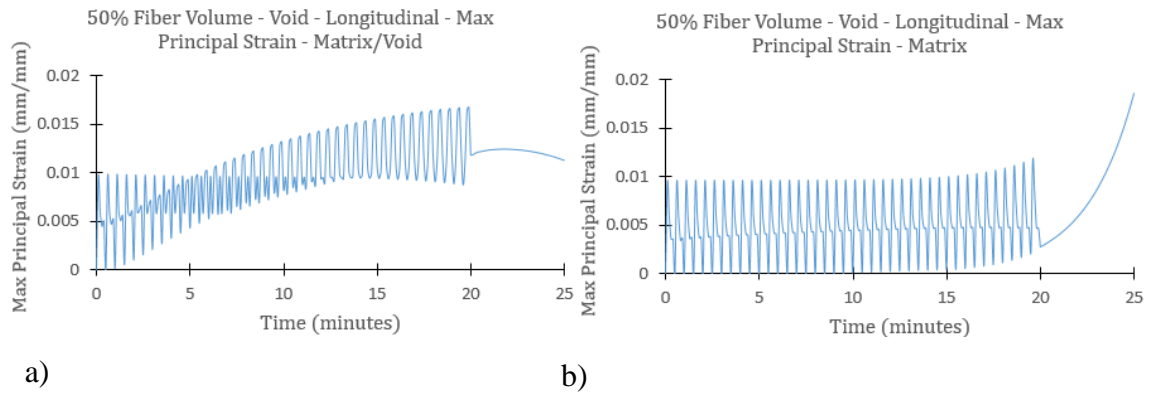 50% Fiber Volume - Void - Longitudinal - Max
Principal Strain - Matrix/Void
Max Principal Strain (mm/mm)
0.02
0.015
0.01
0.005
0
0
5
10
15
20
25
Time (minutes)
a)
50% Fiber Volume - Void - Longitudinal - Max
Principal Strain - Matrix
Max Principal Strain (mm/mm)
0.02
0.015
0.01
0.005
0
0
5
10
15
20
25
Time (minutes)
b)